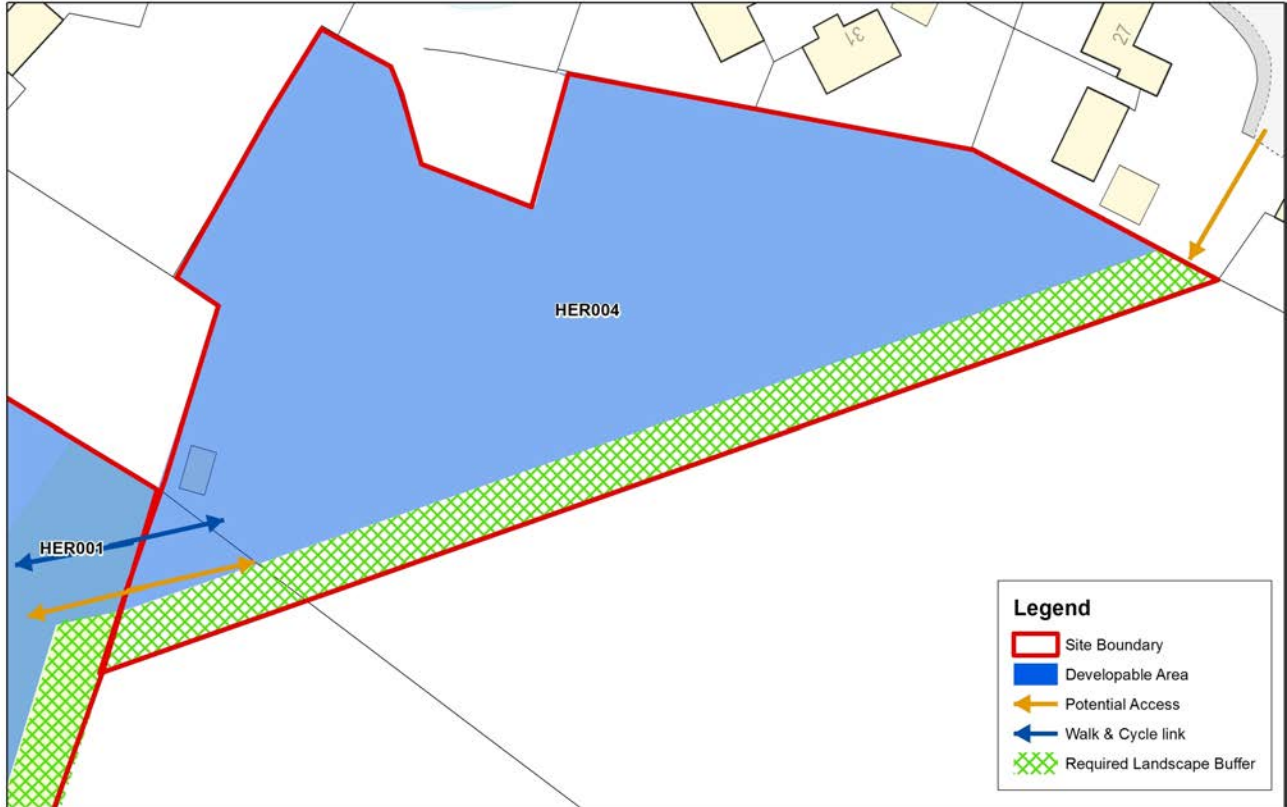 31
27
HER004
HER001
Legend
Site Boundary
Developable Area
Potential Access
Walk & Cycle link
Required Landscape Buffer